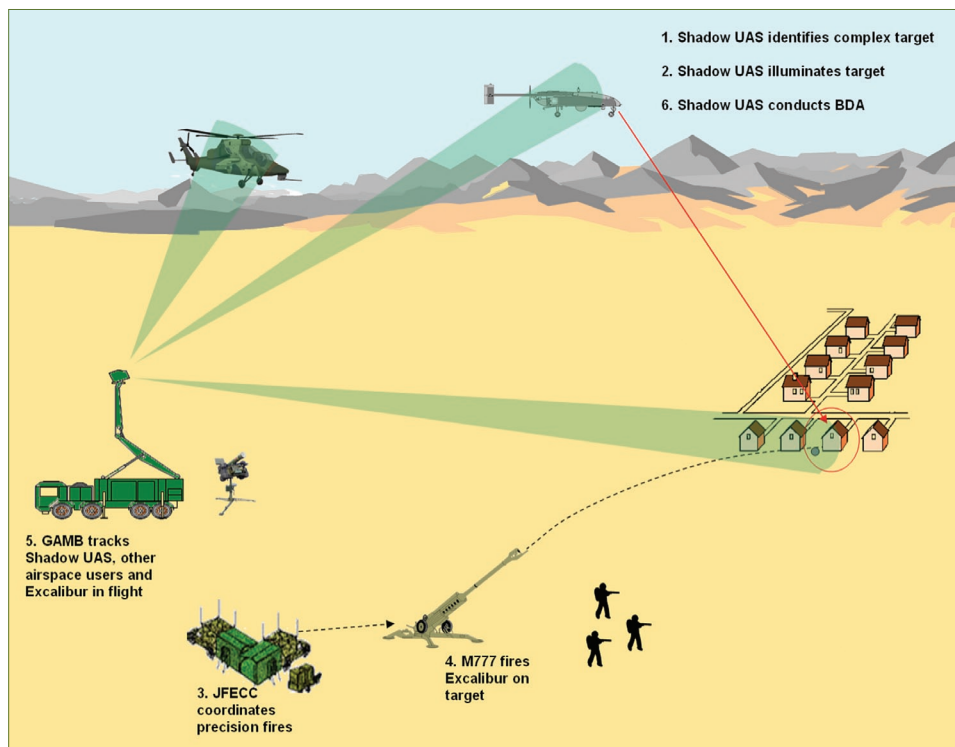 1. Shadow UAS identifies complex target
2. Shadow UAS illuminates target
6. Shadow UAS conducts BDA
5. GAMB tracks
Shadow UAS, other
airspace users and
Excalibur in flight
3. JFECC
coordinates
precision fires
4. M777 fires
Excalibur on
target